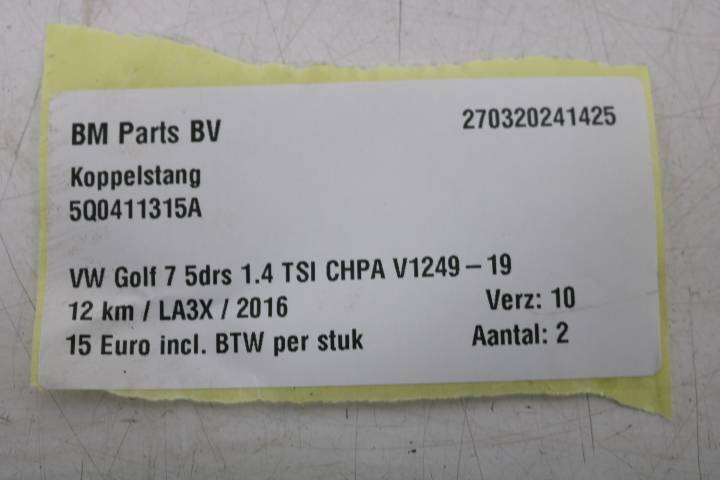 BM Parts BV 270320241425
Koppelstang
5Q0411315A
VW Golf 7 5drs 1.4 TSI CHPA V1249-19
12 km / LA3X / 2016 Verz: 10
15 Euro incl. BTW per stuk Aantal: 2